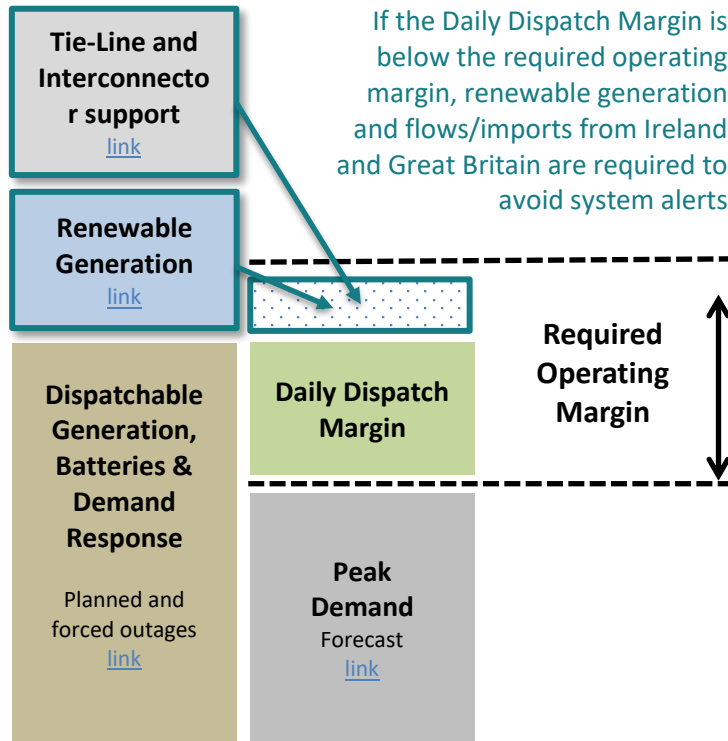 Tie-Line and
Interconnecto
r support
link
If the Daily Dispatch Margin is
below the required operating
margin, renewable generation
and flows/imports from Ireland
and Great Britain are required to
avoid system alerts
Renewable
Generation
link
Dispatchable
Generation,
Batteries &
Demand
Response
Planned and
forced outages
link
Daily Dispatch
Margin
Required
Operating
Margin
Peak
Demand
Forecast
link